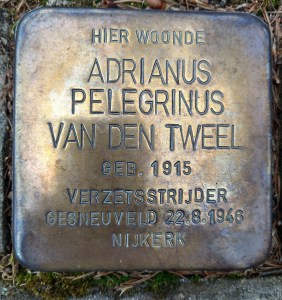 HIER WOONDE
ADRIANUS
PELEGRINUS
VAN DEN TWEEL
GEB. 1915
VERZETSSTRIJDER
GESNEUVELD 22.8.1946
NIJKERK